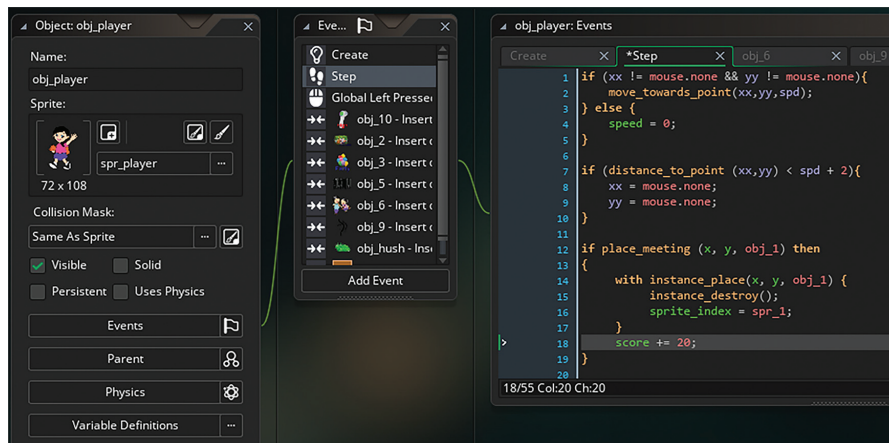 Object: obj_player
Name:
obj_player
Sprite:
spr_player
72 x 108
Collision Mask:
Same As Sprite
Visible Solid
Persistent Uses Physics
Events
Parent
Physics
Variable Definitions
Eve...
Create
Step
Global Left Pressed
obj_10 - Insert
obj_2 - Insert c
obj_3 - Insert c
obj_5 - Insert
obj_6 - Insert c
obj_9 - Insert c
obj_hush - Inse
Add Event
obj_player: Events
Create *Step obj_6 obj_9
1 if (xx != mouse.none && yy != mouse.none){
2 move_towards_point(xx,yy,spd);
3 } else {
4 speed = 0;
5 }
6
7 if (distance_to_point (xx,yy) < spd + 2){
8 xx = mouse.none;
9 yy = mouse.none;
10 }
11
12 if place_meeting (x, y, obj_1) then
13 {
14 with instance_place(x, y, obj_1) {
15 instance_destroy();
16 sprite_index = spr_1;
17 }
18 score += 20;
19 }
20
18/55 Col:20 Ch:20